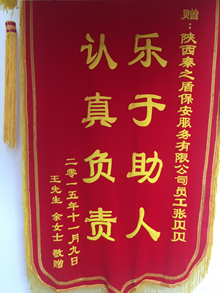 赠：陕西秦之盾保安服务有限公司员工张贝贝
乐于助人
认真负责
二零一五年十一月九日
王先生 余女士 敬赠